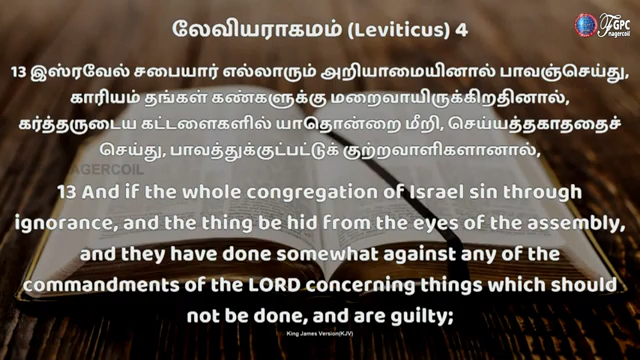 லேவியராகமம் (Leviticus) 4
FGPC
nagercoil
13 இஸ்ரவேல் சபையார் எல்லாரும் அறியாமையினால் பாவஞ்செய்து,
காரியம் தங்கள் கண்களுக்கு மறைவாயிருக்கிறதினால்,
கர்த்தருடைய கட்டளைகளில் யாதொன்றை மீறி, செய்யத்தகாததைச்
செய்து, பாவத்துக்குட்பட்டுக் குற்றவாளிகளானால்,
NAGERCOIL
13 And if the whole congregation of Israel sin through
ignorance, and the thing be hid from the eyes of the assembly,
and they have done somewhat against any of the
commandments of the LORD concerning things which should
not be done, and are guilty;
King James Version(KJV)